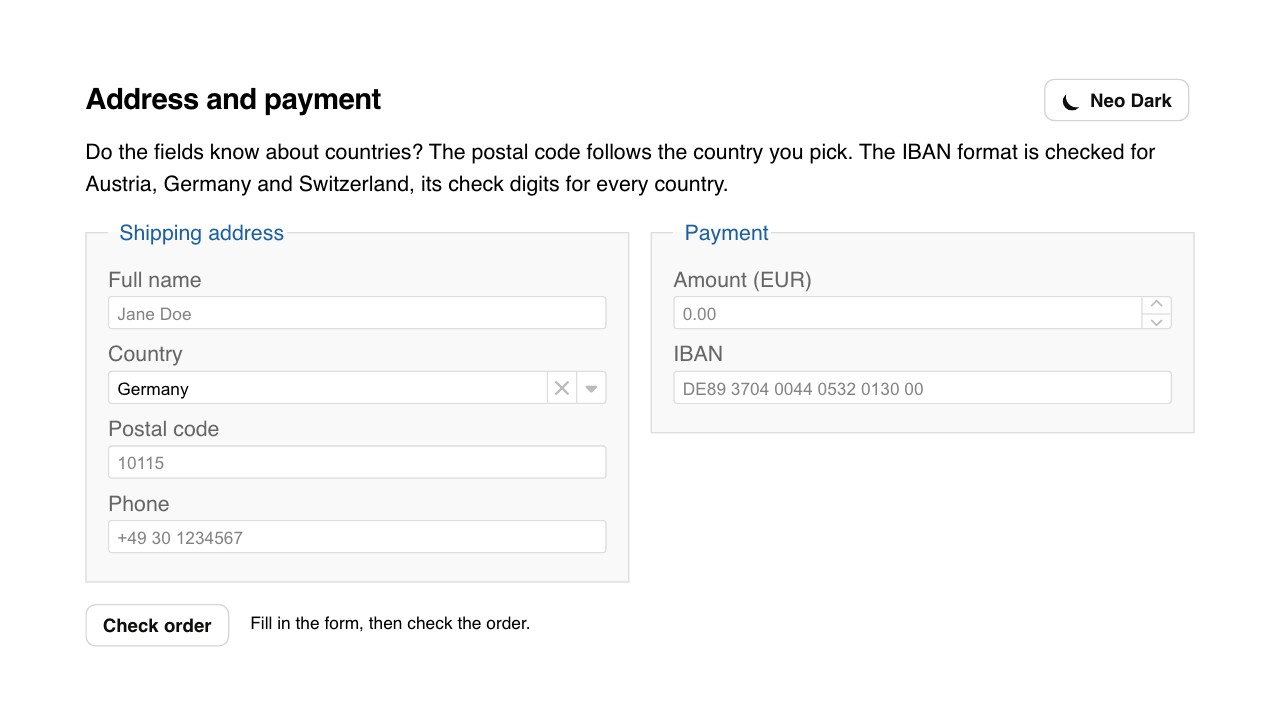 Address and payment
Neo Dark
Do the fields know about countries? The postal code follows the country you pick. The IBAN format is checked for
Austria, Germany and Switzerland, its check digits for every country.
Shipping address
Full name
Jane Doe
Country
Germany
Postal code
10115
Phone
+49 30 1234567
Payment
Amount (EUR)
0.00
IBAN
DE89 3704 0044 0532 0130 00
Check order
Fill in the form, then check the order.